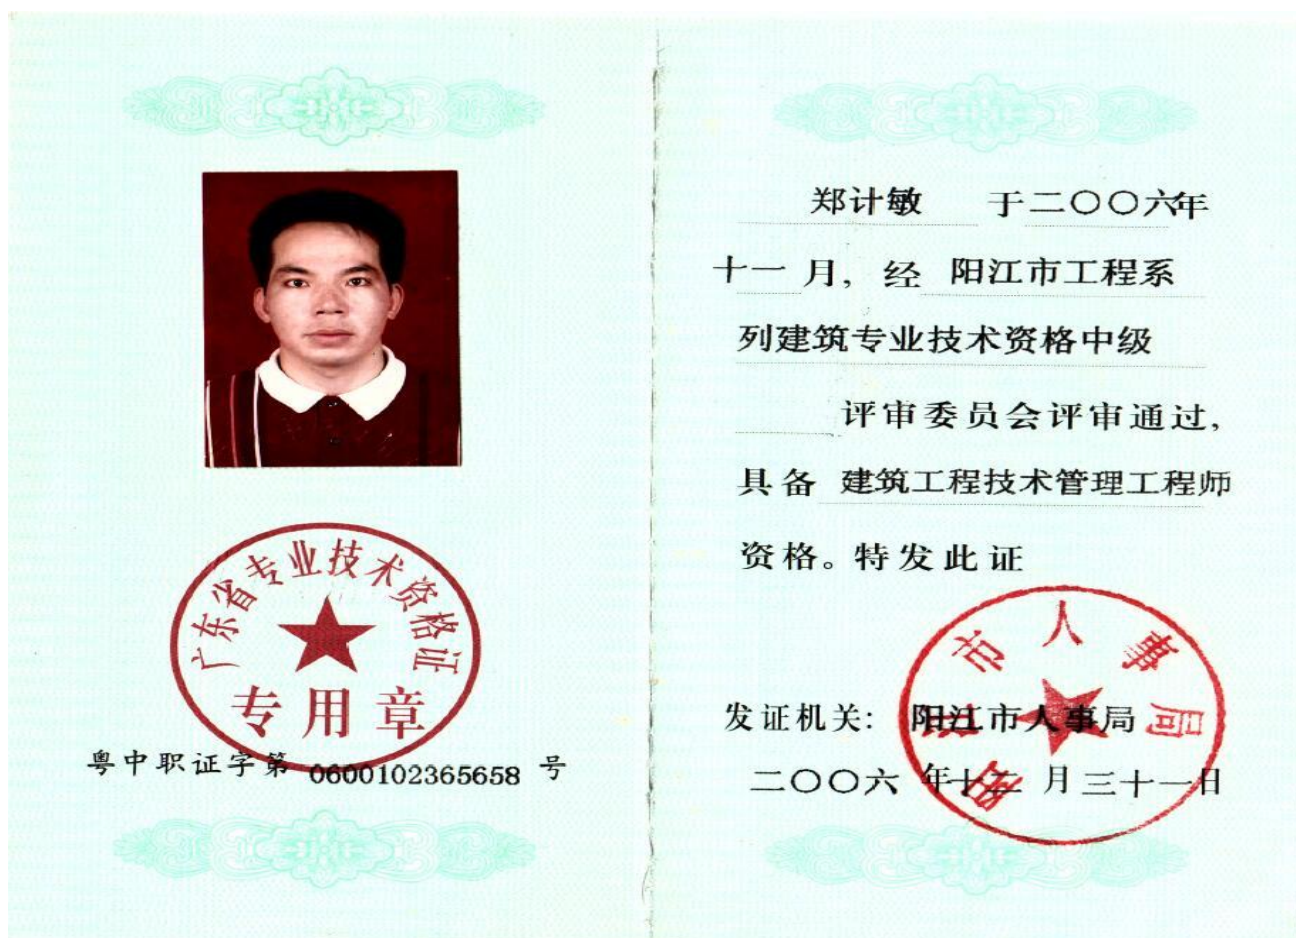 广东省专业技术资格证
专用章
粤中职证字第 0600102365658 号
郑计敏 于二〇〇六年
十一月，经 阳江市工程系
列建筑专业技术资格中级
评审委员会评审通过，
具备 建筑工程技术管理工程师
资格。特发此证
阳江市人事局
发证机关： 阳江市人事局
二〇〇六 年十二 月三十一日